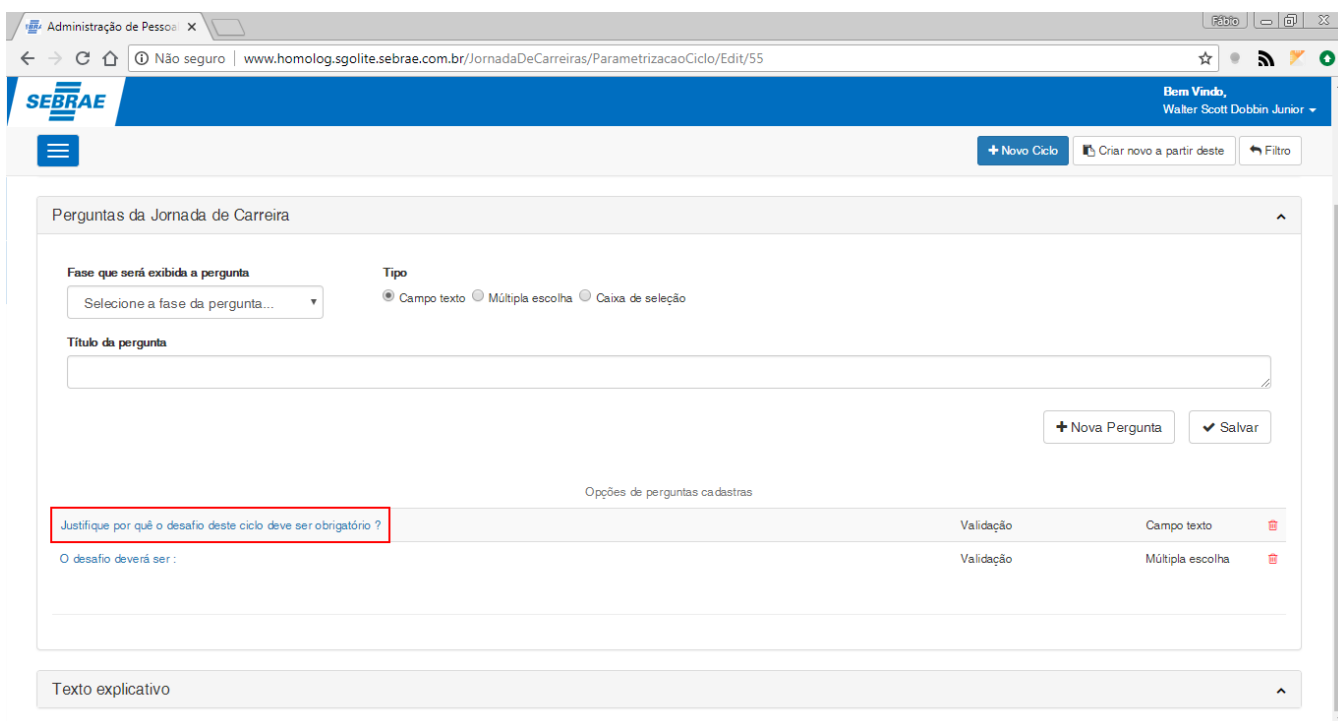 Administração de Pessoal
Fábio
Não seguro | www.homolog.sgolite.sebrae.com.br/JornadaDeCarreiras/ParametrizacaoCiclo/Edit/55
SEBRAE
Bem Vindo,
Walter Scott Dobbin Junior
Novo Ciclo
Criar novo a partir deste
Filtro
Perguntas da Jornada de Carreira
Fase que será exibida a pergunta
Tipo
Selecione a fase da pergunta...
Campo texto Múltipla escolha Caixa de seleção
Título da pergunta
Nova Pergunta
Salvar
Opções de perguntas cadastras
Justifique por quê o desafio deste ciclo deve ser obrigatório ? Validação Campo texto
O desafio deverá ser : Validação Múltipla escolha
Texto explicativo